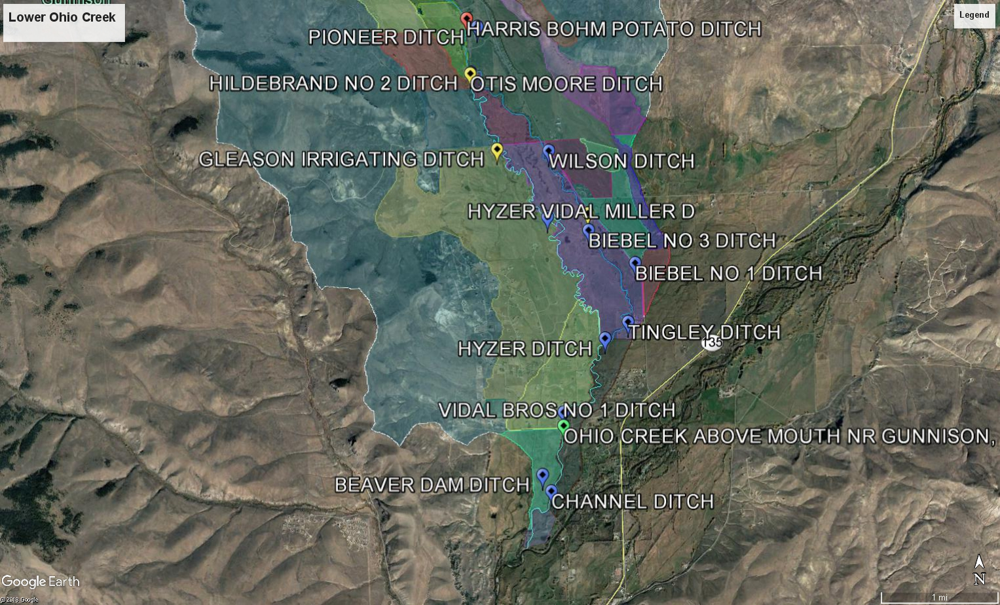 Gunnison
Lower Ohio Creek
Legend
PIONEER DITCH
HARRIS BOHM POTATO DITCH
HILDEBRAND NO 2 DITCH
OTIS MOORE DITCH
GLEASON IRRIGATING DITCH
WILSON DITCH
HYZER VIDAL MILLER D
BIEBEL NO 3 DITCH
BIEBEL NO 1 DITCH
TINGLEY DITCH
135
HYZER DITCH
VIDAL BROS NO 1 DITCH
OHIO CREEK ABOVE MOUTH NR GUNNISON,
BEAVER DAM DITCH
CHANNEL DITCH
Google Earth
N
©2018 Google
1 mi